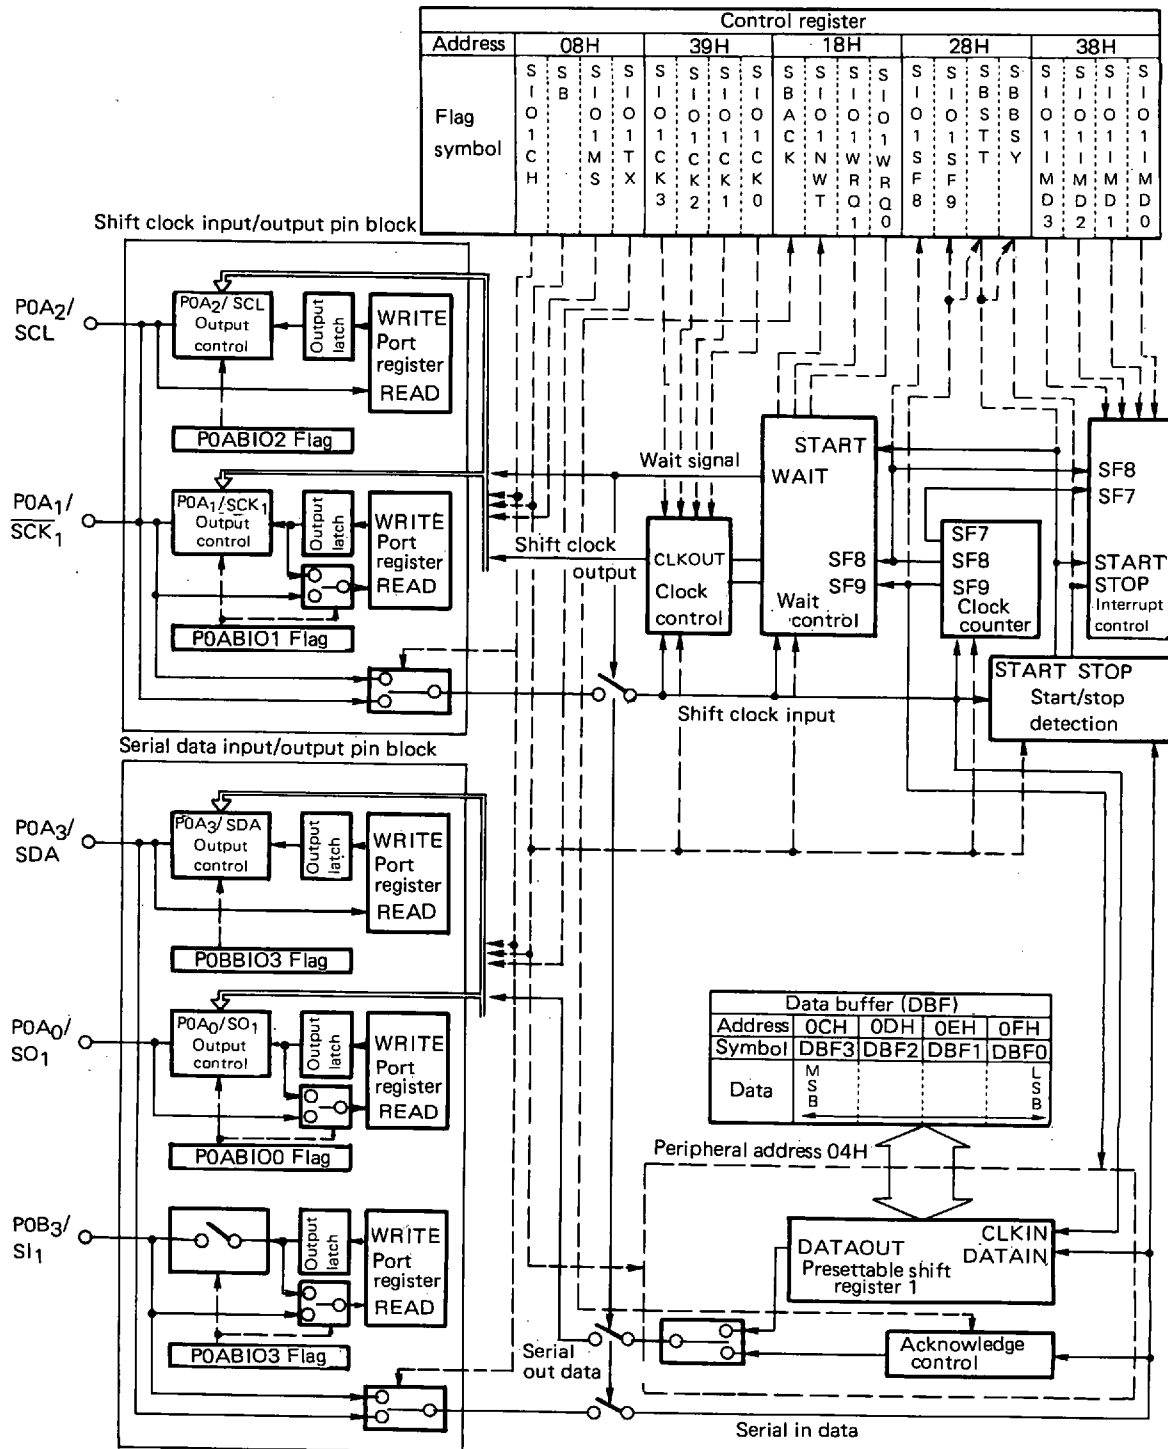 Control register
Address 08H 39H 18H 28H 38H
Flag symbol
SIO1CH SB SIO1MS SIO1TX SIO1CK3 SIO1CK2 SIO1CK1 SIO1CK0 SBACK SIO1NWT SIO1WRQ1 SIO1WRQ0 SIO1SF8 SIO1SF9 SBSTT SBBSY SIO1IMD3 SIO1IMD2 SIO1IMD1 SIO1IMD0
Shift clock input/output pin block
P0A2/
SCL
P0A2/ SCL
Output
control
Output
latch
WRITE
Port
register
READ
P0ABIO2 Flag
P0A1/
SCK1
P0A1/SCK1
Output
control
Output
latch
WRITE
Port
register
READ
P0ABIO1 Flag
Wait signal
Shift clock
output
CLKOUT
Clock
control
START
WAIT
SF8
SF9
Wait
control
SF7
SF8
SF9
Clock
counter
SF8
SF7
START
STOP
Interrupt
control
START STOP
Start/stop
detection
Shift clock input
Serial data input/output pin block
P0A3/
SDA
P0A3/ SDA
Output
control
Output
latch
WRITE
Port
register
READ
P0BBIO3 Flag
P0A0/
SO1
P0A0/SO1
Output
control
Output
latch
WRITE
Port
register
READ
P0ABIO0 Flag
P0B3/
SI1
Output
latch
WRITE
Port
register
READ
P0ABIO3 Flag
Data buffer (DBF)
Address 0CH 0DH 0EH 0FH
Symbol DBF3 DBF2 DBF1 DBF0
Data MSB LSB
Peripheral address 04H
CLKIN
DATAOUT DATAIN
Presettable shift
register 1
Acknowledge
control
Serial
out data
Serial in data